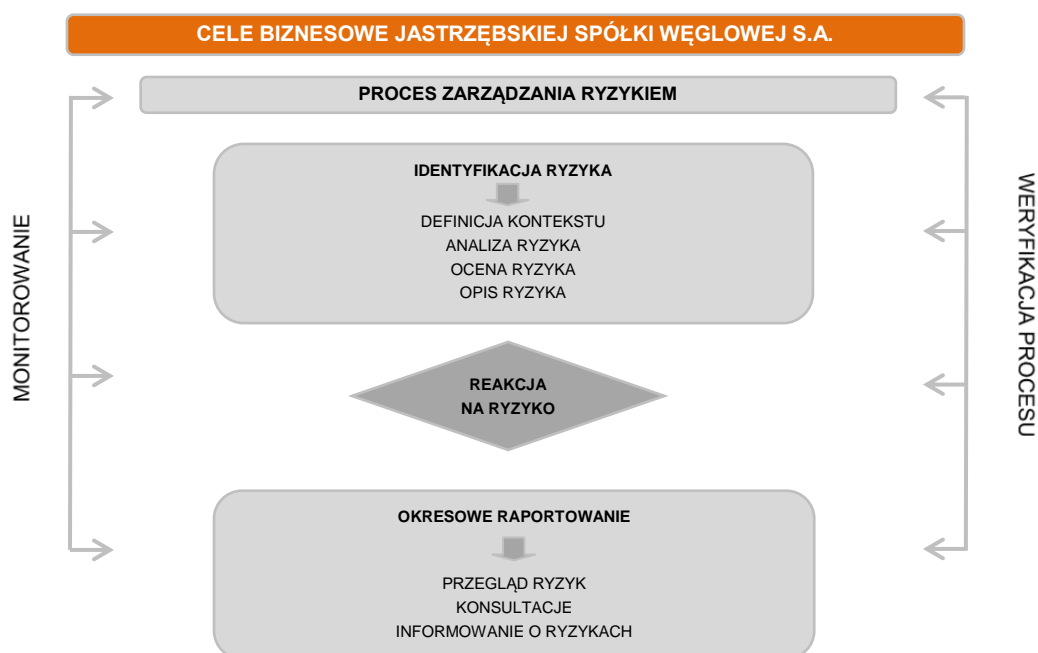 CELE BIZNESOWE JASTRZĘBSKIEJ SPÓŁKI WĘGLOWEJ S.A.
PROCES ZARZĄDZANIA RYZYKIEM
MONITOROWANIE
IDENTYFIKACJA RYZYKA
DEFINICJA KONTEKSTU
ANALIZA RYZYKA
OCENA RYZYKA
OPIS RYZYKA
REAKCJA
NA RYZYKO
OKRESOWE RAPORTOWANIE
PRZEGLĄD RYZYK
KONSULTACJE
INFORMOWANIE O RYZYKACH
WERYFIKACJA PROCESU